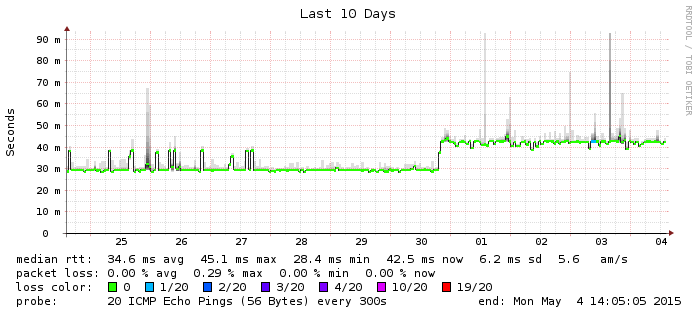 Last 10 Days
RRDTOOL / TOBI OETIKER
Seconds
90 m
80 m
70 m
60 m
50 m
40 m
30 m
20 m
10 m
0
25 26 27 28 29 30 01 02 03 04
median rtt: 34.6 ms avg 45.1 ms max 28.4 ms min 42.5 ms now 6.2 ms sd 5.6 am/s
packet loss: 0.00 % avg 0.29 % max 0.00 % min 0.00 % now
loss color: 0 1/20 2/20 3/20 4/20 10/20 19/20
probe: 20 ICMP Echo Pings (56 Bytes) every 300s end: Mon May 4 14:05:05 2015